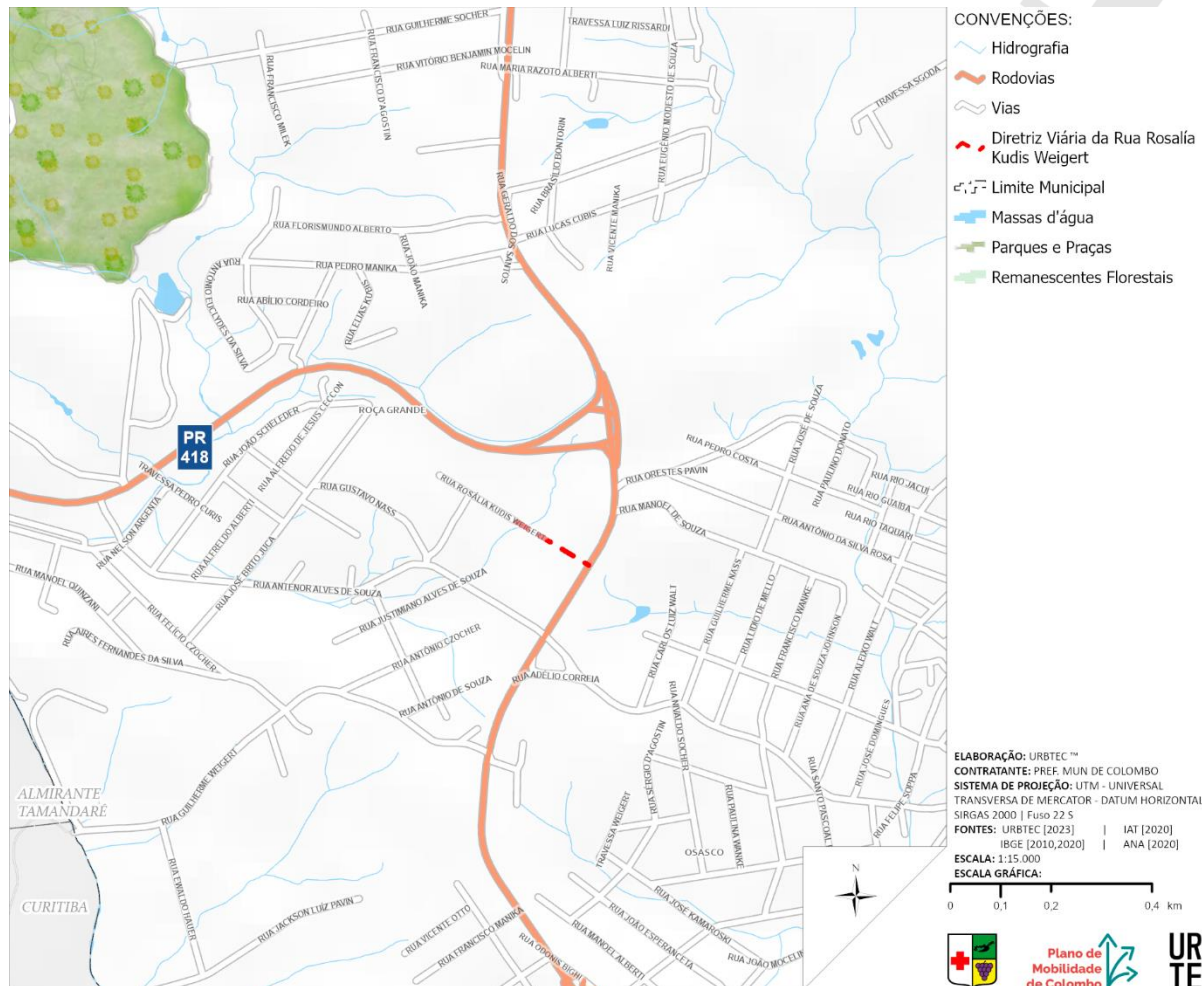 RUA GUILHERME SOCHER
TRAVESSA LUIZ RISSARDI
RUA FRANCISCO MILEK
RUA FRANCISCO D'AGOSTIN
RUA VITÓRIO BENJAMIN MOCELIN
RUA MARIA RAZOTO ALBERTI
RUA EUGÊNIO MODESTO DE SOUZA
TRAVESSA SGODA
RUA BRASÍLIO BONTORIN
RUA GERALDO DOS SANTOS
RUA LUCAS CUBIS
RUA VICENTE MANIKA
RUA FLORISMUNDO ALBERTO
RUA JOÃO MANIKA
RUA PEDRO MANIKA
RUA ANTÔNIO EUCLYDES DA SILVA
RUA ABÍLIO CORDEIRO
RUA ELIAS KUBIS
ROÇA GRANDE
PR
418
RUA JOÃO SCHELEDER
RUA ALFREDO DE JESUS CECCON
TRAVESSA PEDRO CURIS
RUA NELSON ARGENTA
RUA ALFREDO ALBERTI
RUA JOSÉ BRITO JUCA
RUA GUSTAVO NASS
RUA ROSÁLIA KUDIS WEIGERT
RUA ORESTES PAVIN
RUA MANOEL DE SOUZA
RUA PEDRO COSTA
RUA JOSÉ DE SOUZA
RUA PAULINO DONATO
RUA RIO JACUI
RUA RIO GUAIBA
RUA RIO TAQUARI
RUA ANTÔNIO DA SILVA ROSA
RUA MANOEL QUINZANI
RUA AIRES FERNANDES DA SILVA
RUA FELÍCIO CZOCHER
RUA ANTENOR ALVES DE SOUZA
RUA JUSTIMIANO ALVES DE SOUZA
RUA ANTÔNIO CZOCHER
RUA ANTÔNIO DE SOUZA
RUA ADÉLIO CORREIA
RUA CARLOS LUIZ WALT
RUA GUILHERME NASS
RUA LIDIO DE MELLO
RUA FRANCISCO WANKE
RUA ANA DE SOUZA JOHNSON
RUA ALEIXO WALT
RUA JOSÉ DOMINGUES
RUA NIVALDO SOCHER
RUA SÉRGIO D'AGOSTIN
RUA PAULINA WANKE
RUA SANTO PASCOAL
RUA FELIPE SOPPA
TRAVESSA WEIGERT
OSASCO
RUA GUILHERME WEIGERT
ALMIRANTE
TAMANDARÉ
CURITIBA
RUA EWALDO HAUER
RUA JACKSON LUIZ PAVIN
RUA VICENTE OTTO
RUA FRANCISCO MANIKA
RUA ODONIS BIGHI
RUA MANOEL ALBERTI
RUA JOÃO ESPERANCETA
RUA JOSÉ KAMAROSKI
RUA JOÃO MOCELIN
N
CONVENÇÕES:
Hidrografia
Rodovias
Vias
Diretriz Viária da Rua Rosalía
Kudis Weigert
Limite Municipal
Massas d'água
Parques e Praças
Remanescentes Florestais
ELABORAÇÃO: URBTEC ™
CONTRATANTE: PREF. MUN DE COLOMBO
SISTEMA DE PROJEÇÃO: UTM - UNIVERSAL
TRANSVERSA DE MERCATOR - DATUM HORIZONTAL
SIRGAS 2000 | Fuso 22 S
FONTES: URBTEC [2023] | IAT [2020]
IBGE [2010,2020] | ANA [2020]
ESCALA: 1:15.000
ESCALA GRÁFICA:
0 0,1 0,2 0,4 km
Plano de
Mobilidade
de Colombo
UR
TE